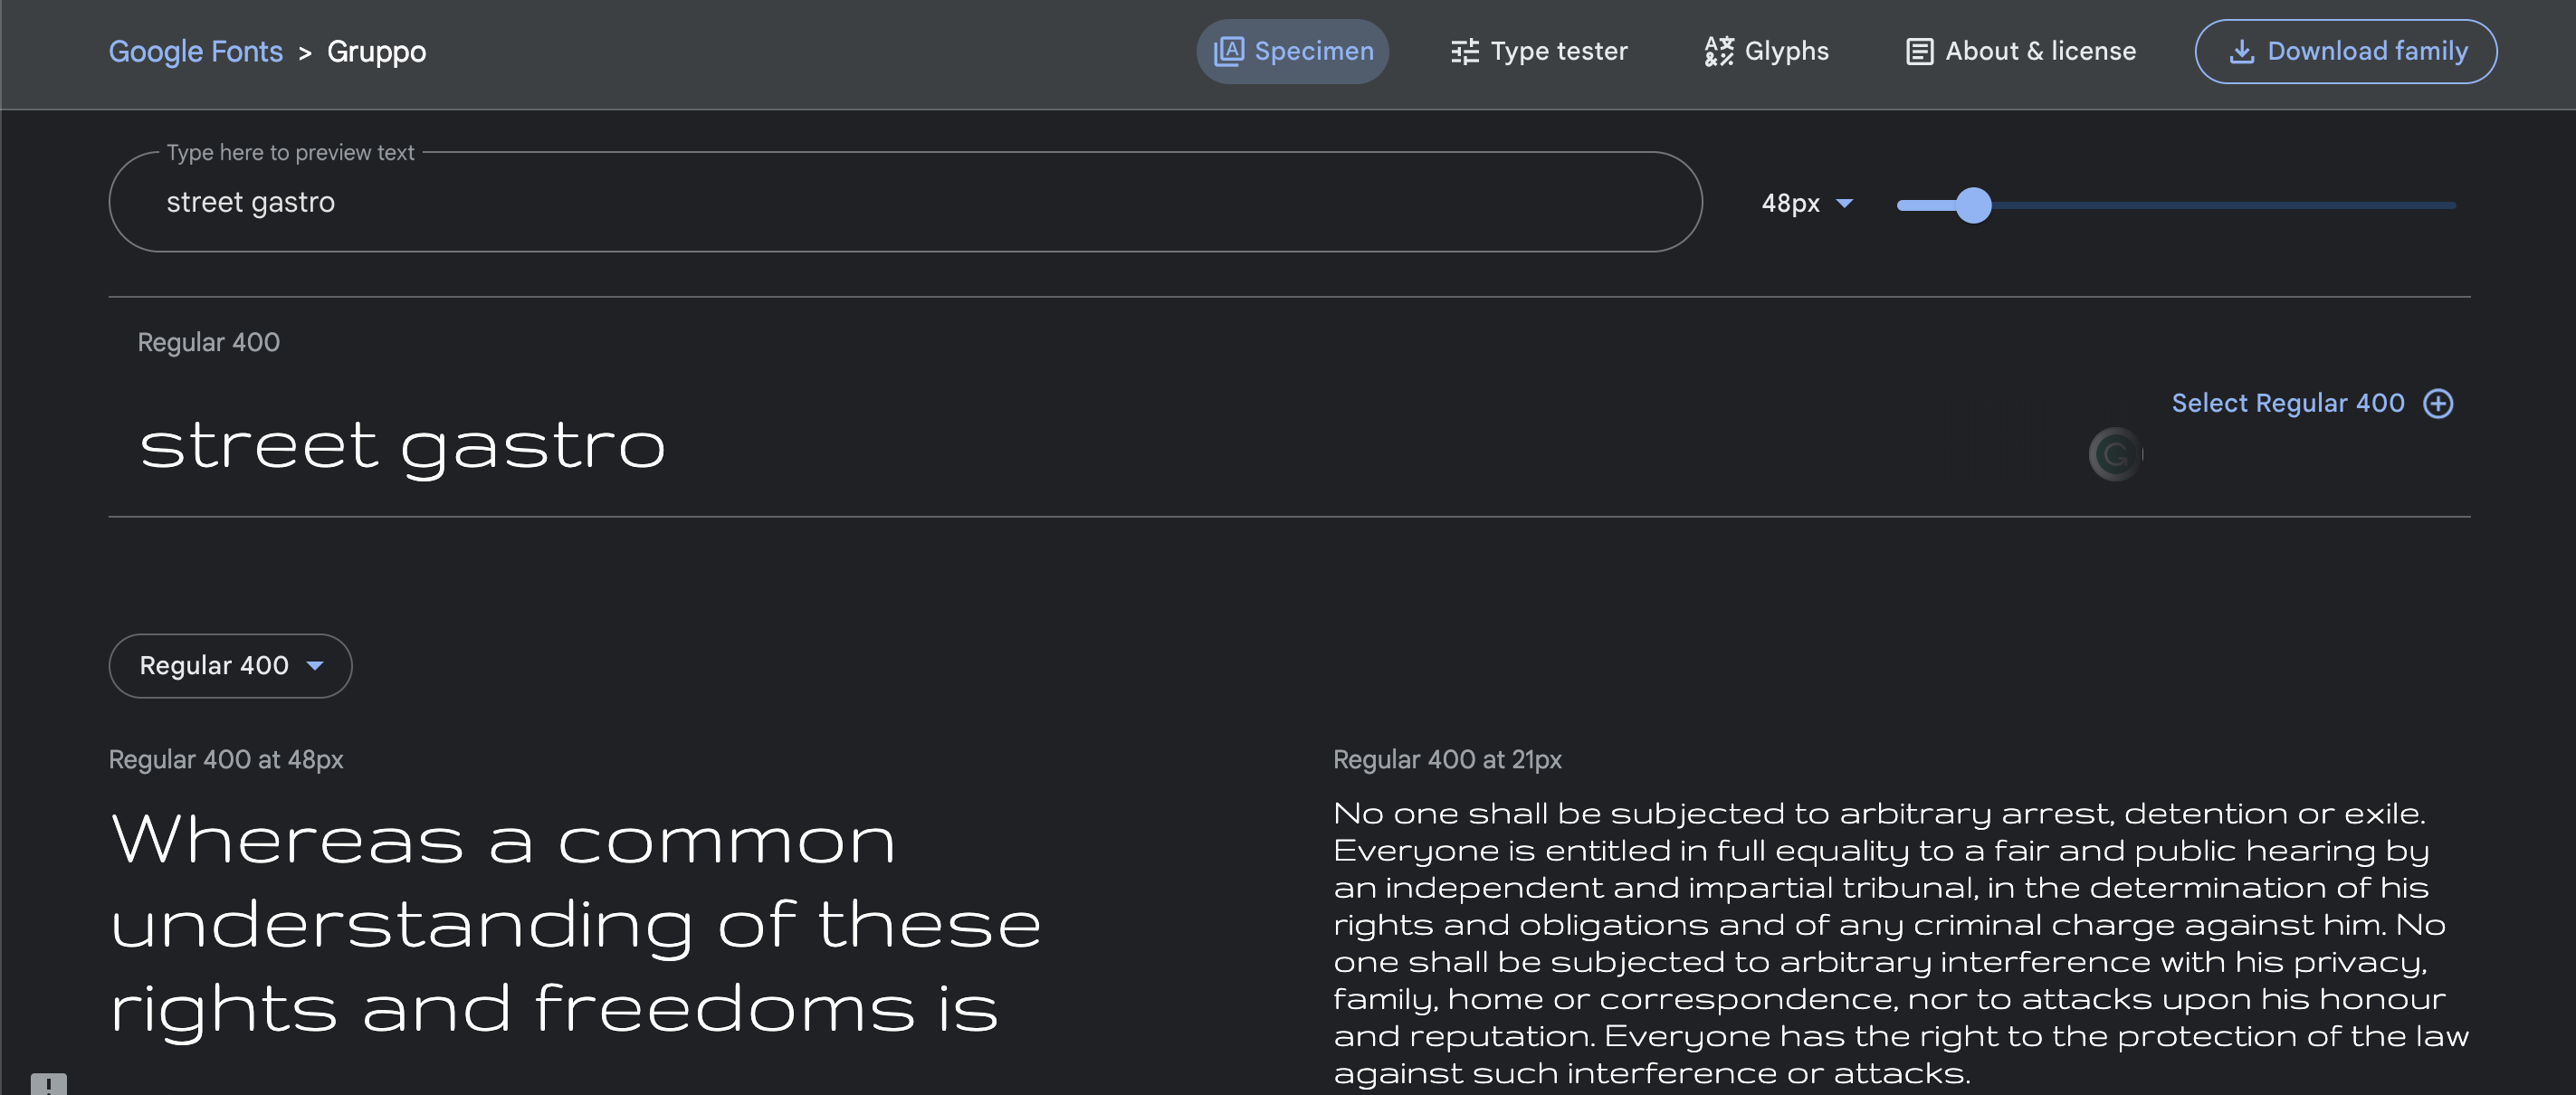 Google Fonts > Gruppo
Specimen
Type tester
Glyphs
About & license
Download family
Type here to preview text
street gastro
48px
Regular 400
street gastro
Select Regular 400
Regular 400
Regular 400 at 48px
Whereas a common
understanding of these
rights and freedoms is
Regular 400 at 21px
No one shall be subjected to arbitrary arrest, detention or exile.
Everyone is entitled in full equality to a fair and public hearing by
an independent and impartial tribunal, in the determination of his
rights and obligations and of any criminal charge against him. No
one shall be subjected to arbitrary interference with his privacy,
family, home or correspondence, nor to attacks upon his honour
and reputation. Everyone has the right to the protection of the law
against such interference or attacks.